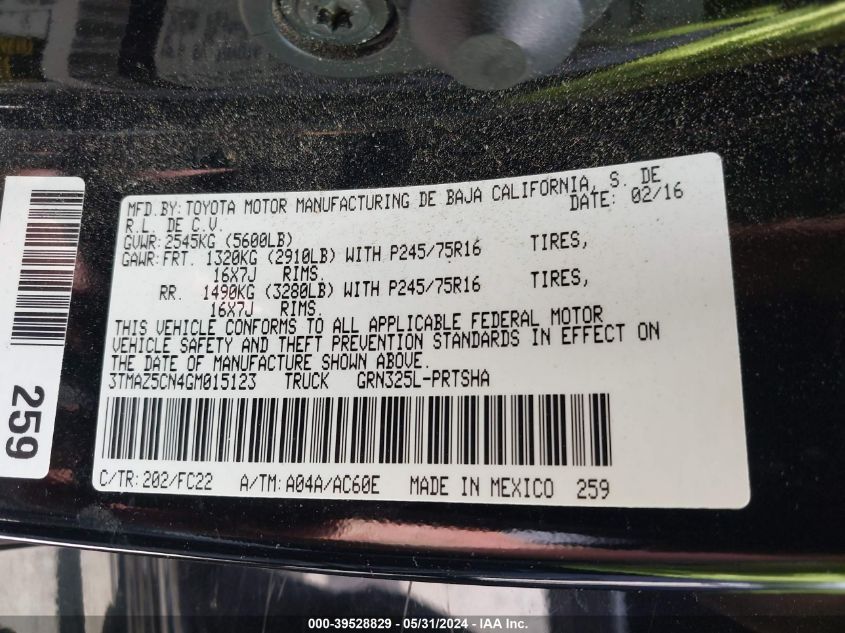 MFD.BY:TOYOTA MOTOR MANUFACTURING DE BAJA CALIFORNIA, S. DE
R.L. DE C.V. DATE: 02/16
GVWR:2545KG (5600LB)
GAWR:FRT. 1320KG (2910LB) WITH P245/75R16 TIRES,
16X7J RIMS.
RR. 1490KG (3280LB) WITH P245/75R16 TIRES,
16X7J RIMS.
THIS VEHICLE CONFORMS TO ALL APPLICABLE FEDERAL MOTOR
VEHICLE SAFETY AND THEFT PREVENTION STANDARDS IN EFFECT ON
THE DATE OF MANUFACTURE SHOWN ABOVE.
3TMAZ5CN4GM015123 TRUCK GRN325L-PRTSHA
C/TR:202/FC22 A/TM:A04A/AC60E MADE IN MEXICO 259
259
000-39528829 - 05/31/2024 - IAA Inc.